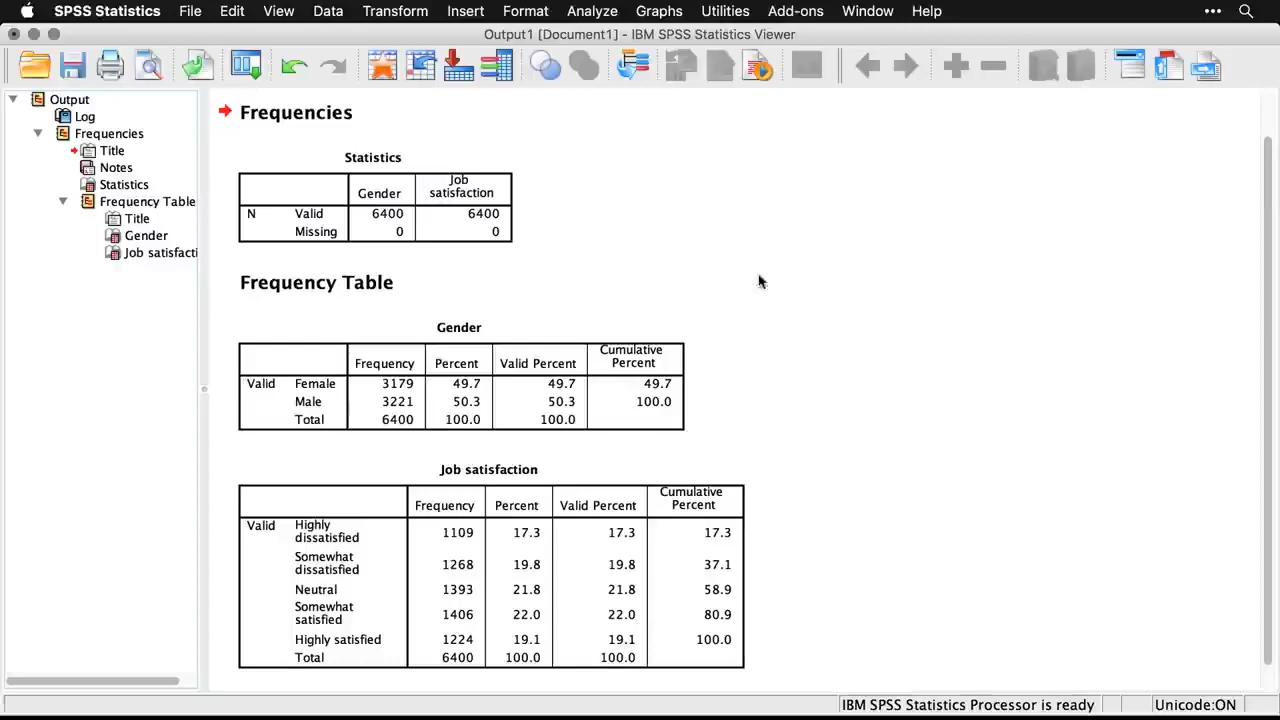 SPSS Statistics File Edit View Data Transform Insert Format Analyze Graphs Utilities Add-ons Window Help
Output1 [Document1] - IBM SPSS Statistics Viewer
Output
Log
Frequencies
Title
Notes
Statistics
Frequency Table
Title
Gender
Job satisfacti
Frequencies
Statistics
Gender Job satisfaction
N Valid 6400 6400
Missing 0 0
Frequency Table
Gender
Frequency Percent Valid Percent Cumulative Percent
Valid Female 3179 49.7 49.7 49.7
Male 3221 50.3 50.3 100.0
Total 6400 100.0 100.0
Job satisfaction
Frequency Percent Valid Percent Cumulative Percent
Valid Highly dissatisfied 1109 17.3 17.3 17.3
Somewhat dissatisfied 1268 19.8 19.8 37.1
Neutral 1393 21.8 21.8 58.9
Somewhat satisfied 1406 22.0 22.0 80.9
Highly satisfied 1224 19.1 19.1 100.0
Total 6400 100.0 100.0
IBM SPSS Statistics Processor is ready Unicode:ON